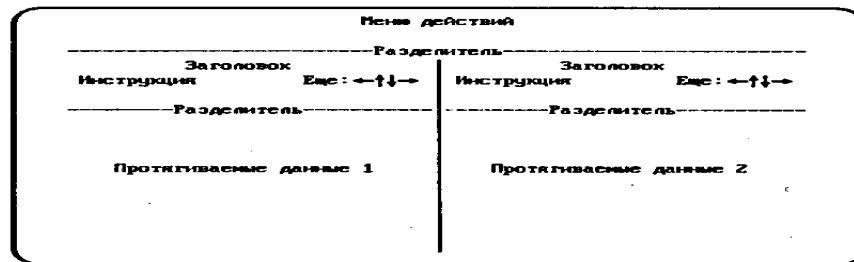 Меню действий
Разделитель
Заголовок Заголовок
Инструкция Еще:←↑↓→ Инструкция Еще:←↑↓→
Разделитель Разделитель
Протягиваемые данные 1 Протягиваемые данные 2